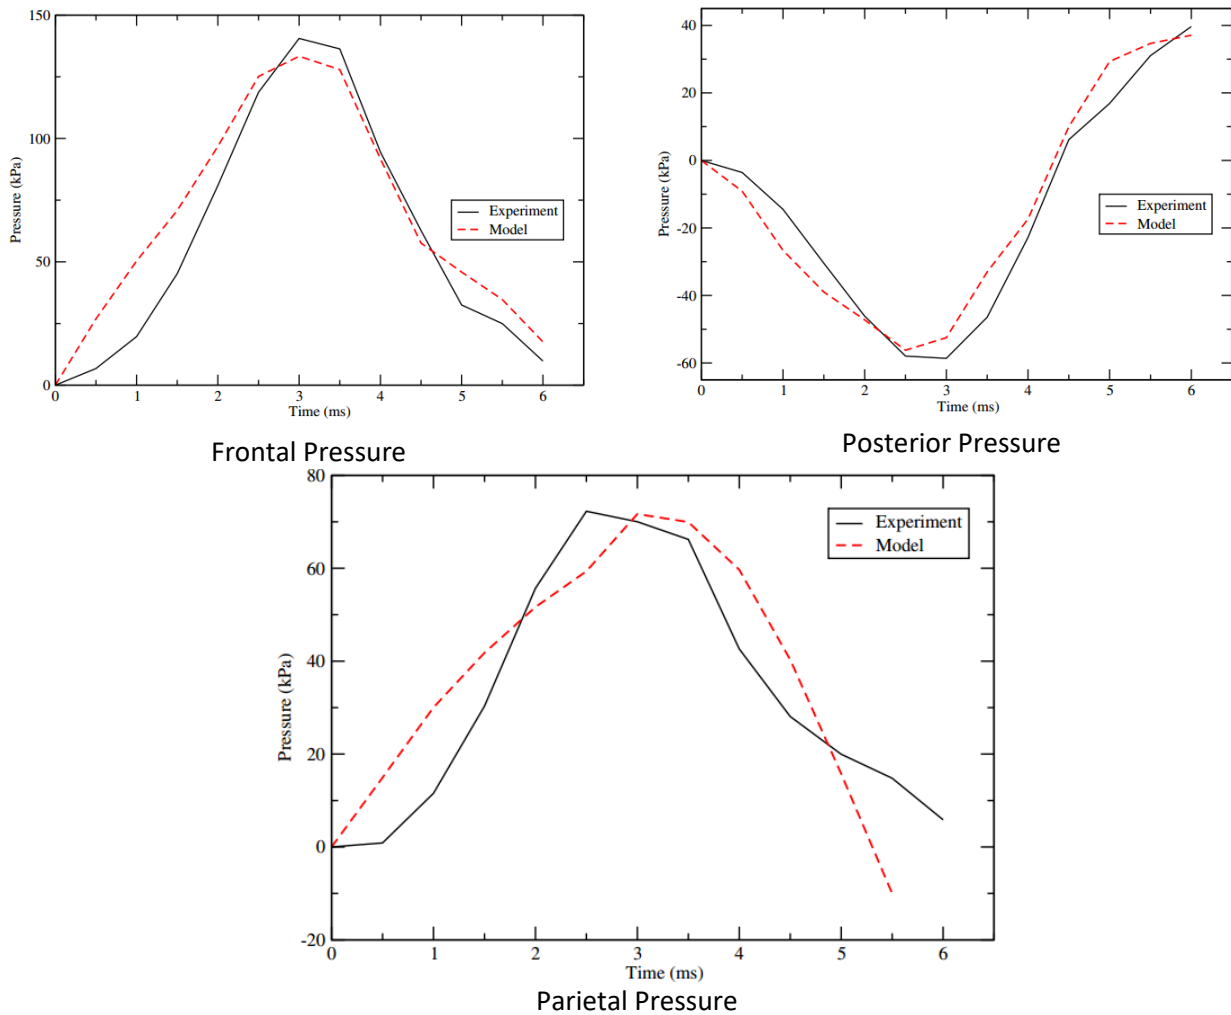 150
100
50
0
Pressure (kPa)
Experiment
Model
0 1 2 3 4 5 6
Time (ms)
Frontal Pressure
40
20
0
-20
-40
-60
Pressure (kPa)
Experiment
Model
0 1 2 3 4 5 6
Time (ms)
Posterior Pressure
80
60
40
20
0
-20
Pressure (kPa)
Experiment
Model
0 1 2 3 4 5 6
Time (ms)
Parietal Pressure